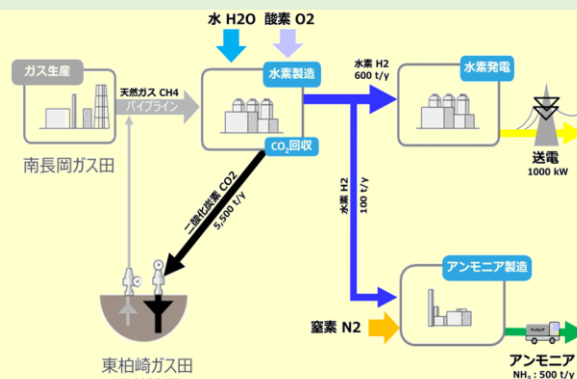 水 H2O
酸素 O2
ガス生産
天然ガス CH4
パイプライン
南長岡ガス田
水素製造
CO₂回収
水素 H2
600 t/y
水素発電
送電
1000 kW
二酸化炭素 CO2
5,500 t/y
水素 H2
100 t/y
アンモニア製造
窒素 N2
アンモニア
NH₃ : 500 t/y
東柏崎ガス田